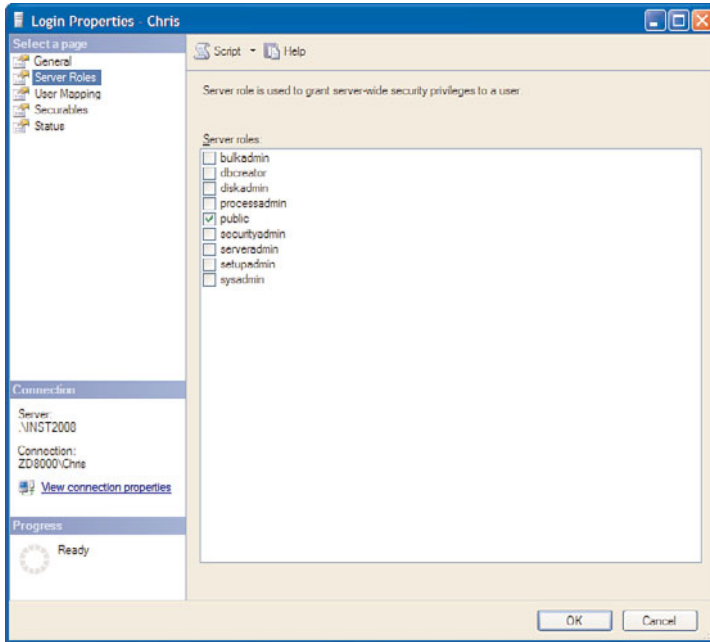 Login Properties - Chris
Select a page
General
Server Roles
User Mapping
Securables
Status
Script
Help
Server role is used to grant server-wide security privileges to a user.
Server roles:
bulkadmin
dbcreator
diskadmin
processadmin
public
securityadmin
serveradmin
setupadmin
sysadmin
Connection
Server:
.\INST2008
Connection:
ZD8000\Chris
View connection properties
Progress
Ready
OK
Cancel